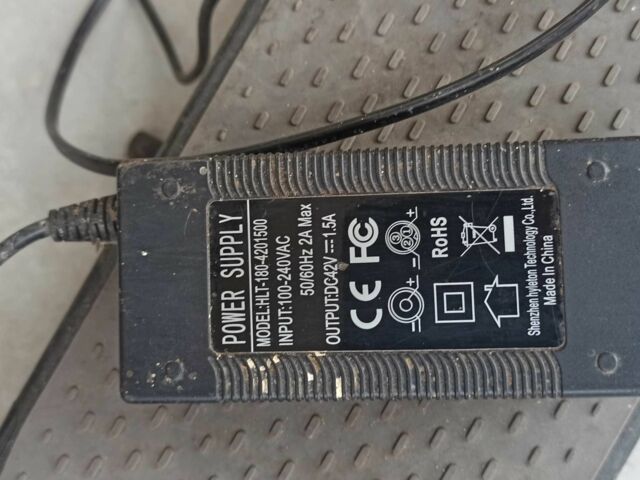 POWER SUPPLY
MODEL:HLT-180-4201500
INPUT:100-240VAC
50/60Hz 2A Max
OUTPUT:DC42V⎓1.5A
CE FC
RoHS
Shenzhen hyleton Technology Co.,Ltd.
Made In China